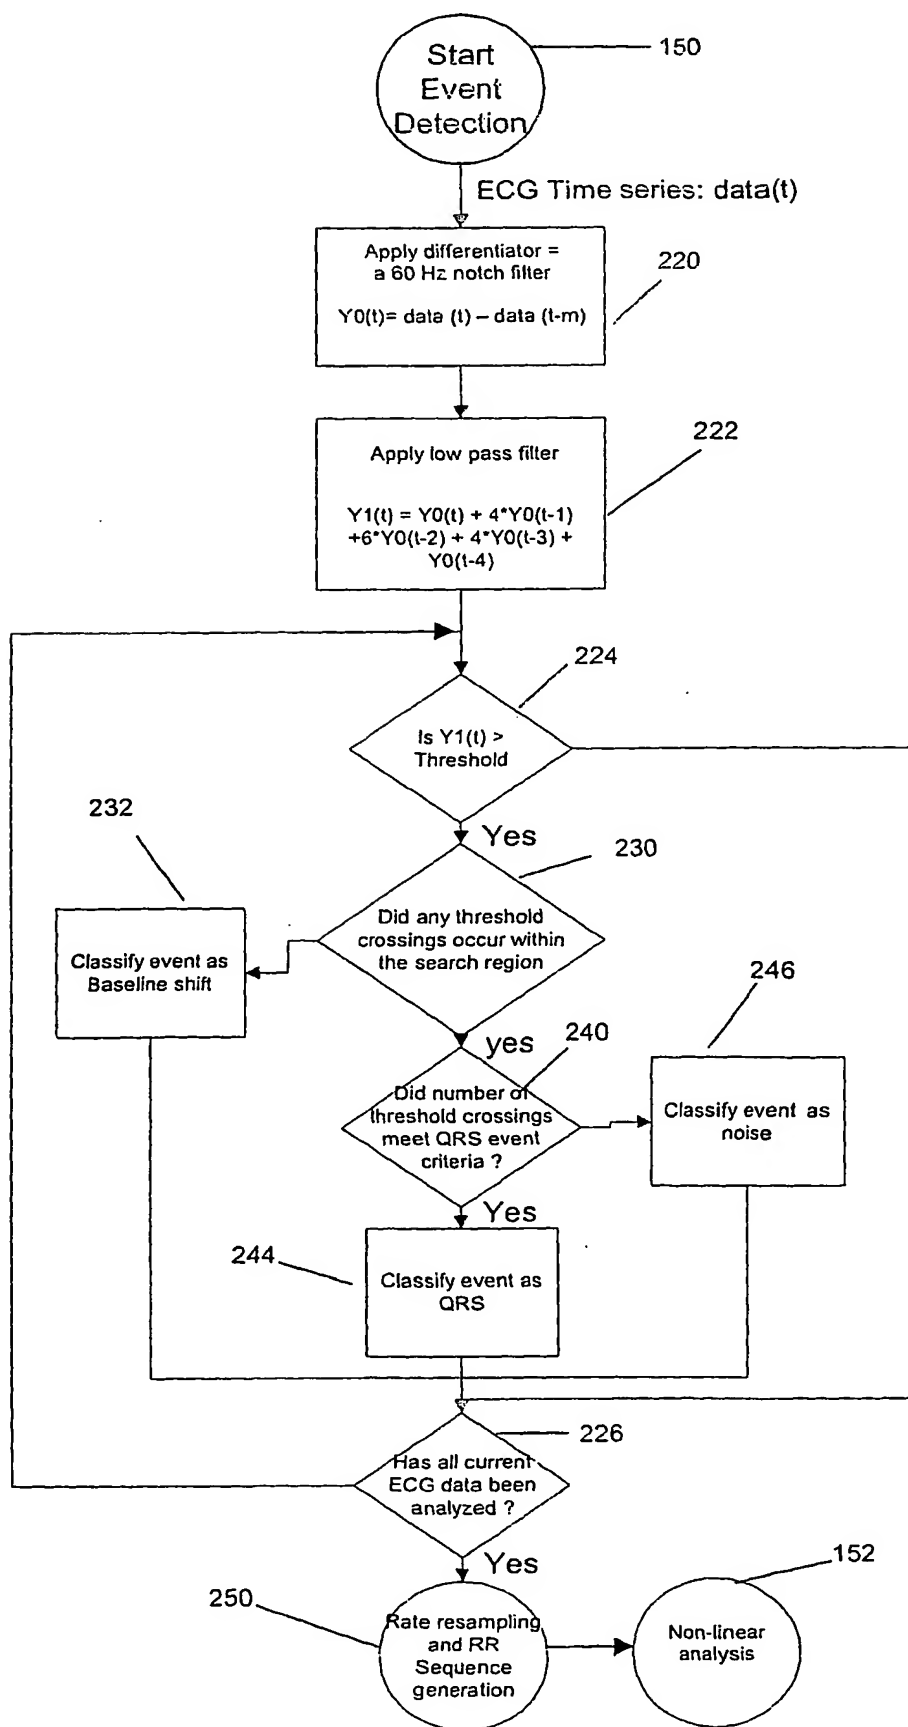 Start
Event
Detection
150
ECG Time series: data(t)
Apply differentiator =
a 60 Hz notch filter
Y0(t)= data (t) – data (t-m)
220
Apply low pass filter
Y1(t) = Y0(t) + 4*Y0(t-1)
+6*Y0(t-2) + 4*Y0(t-3) +
Y0(t-4)
222
224
Is Y1(t) >
Threshold
Yes
232
230
Did any threshold
crossings occur within
the search region
Classify event as
Baseline shift
246
yes
240
Did number of
threshold crossings
meet QRS event
criteria ?
Classify event as
noise
Yes
244
Classify event as
QRS
226
Has all current
ECG data been
analyzed ?
Yes
152
250
Rate resampling
and RR
Sequence
generation
Non-linear
analysis